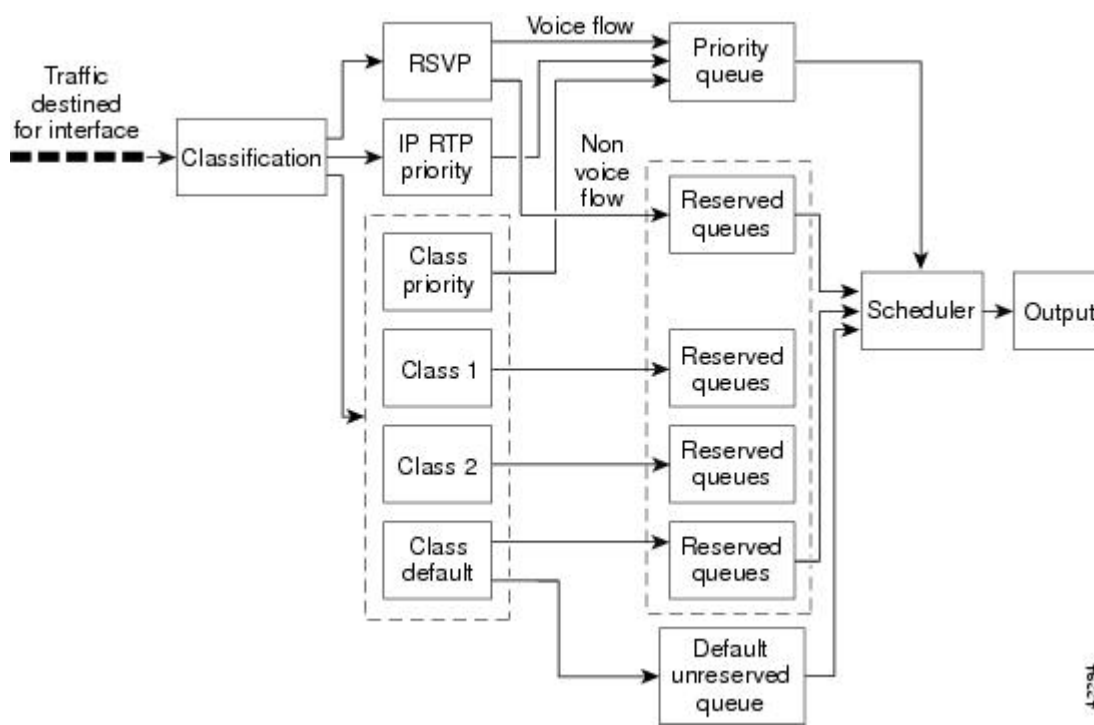 Voice flow
RSVP
Priority
queue
Traffic
destined
for interface
Classification
IP RTP
priority
Non
voice
flow
Reserved
queues
Class
priority
Scheduler
Output
Class 1
Reserved
queues
Class 2
Reserved
queues
Class
default
Reserved
queues
Default
unreserved
queue